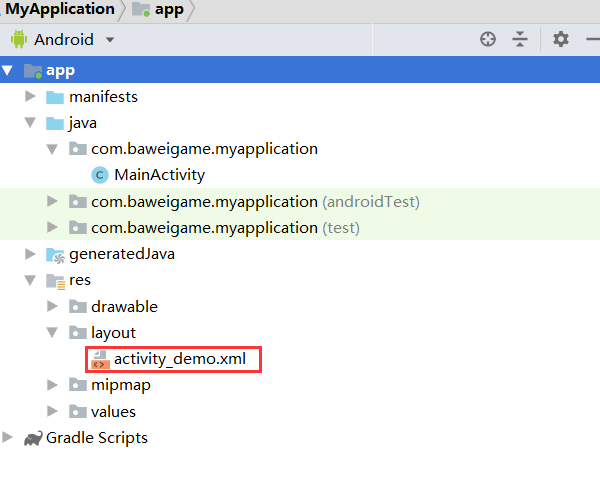 MyApplication app
Android
app
manifests
java
com.baweigame.myapplication
C MainActivity
com.baweigame.myapplication (androidTest)
com.baweigame.myapplication (test)
generatedJava
res
drawable
layout
activity_demo.xml
mipmap
values
Gradle Scripts